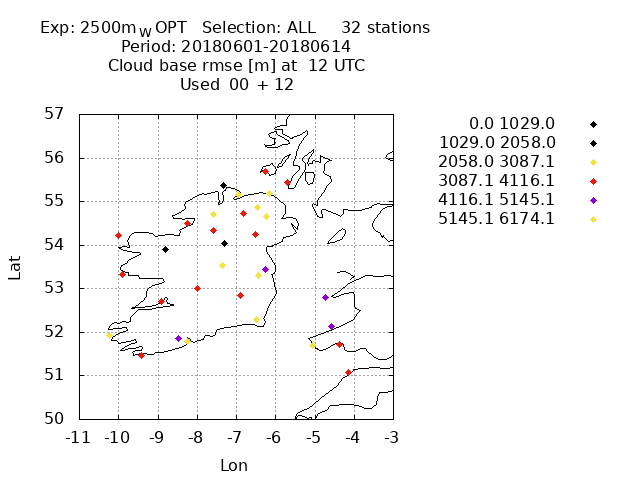 Exp: 2500mWOPT Selection: ALL 32 stations
Period: 20180601-20180614
Cloud base rmse [m] at 12 UTC
Used 00 + 12
0.0 1029.0
1029.0 2058.0
2058.0 3087.1
3087.1 4116.1
4116.1 5145.1
5145.1 6174.1
57
56
55
54
53
52
51
50
Lat
-11 -10 -9 -8 -7 -6 -5 -4 -3
Lon